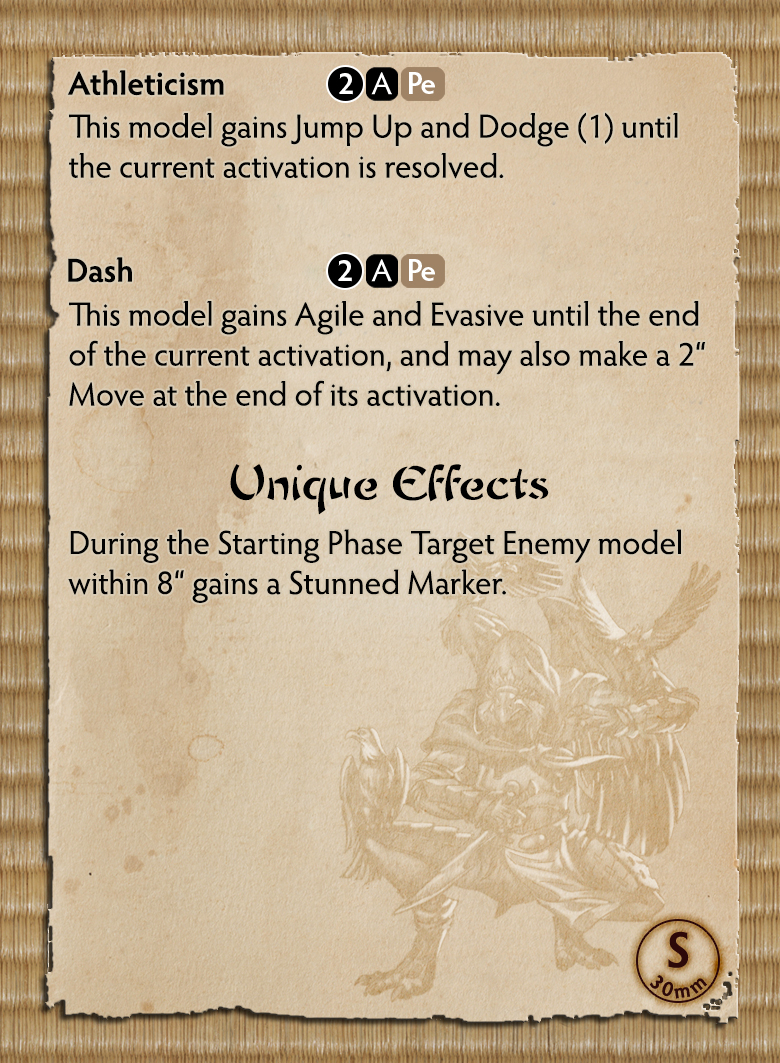 Athleticism 2 A Pe
This model gains Jump Up and Dodge (1) until
the current activation is resolved.
Dash 2 A Pe
This model gains Agile and Evasive until the end
of the current activation, and may also make a 2"
Move at the end of its activation.
Unique Effects
During the Starting Phase Target Enemy model
within 8" gains a Stunned Marker.
S
30mm